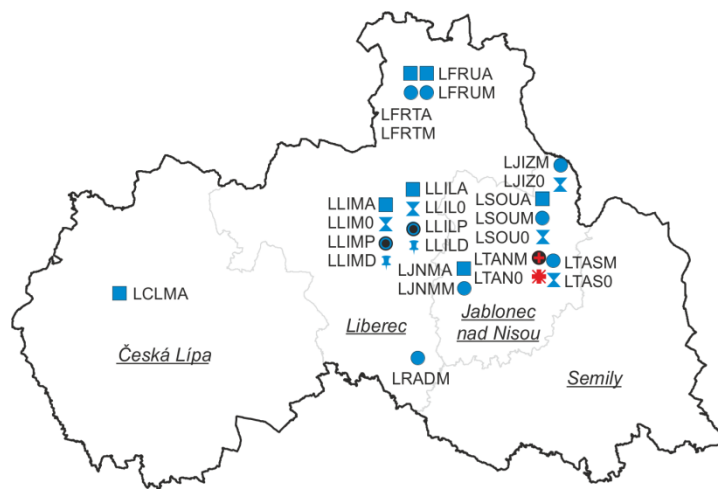 LFRUA
LFRUM
LFRTA
LFRTM
LJIZM
LJIZ0
LLILA
LLIL0
LLILP
LLILD
LLIMA
LLIM0
LLIMP
LLIMD
LSOUA
LSOUM
LSOU0
LTANM
LTAN0
LTASM
LTAS0
LJNMA
LJNMM
LCLMA
Liberec
Jablonec
nad Nisou
Česká Lípa
LRADM
Semily